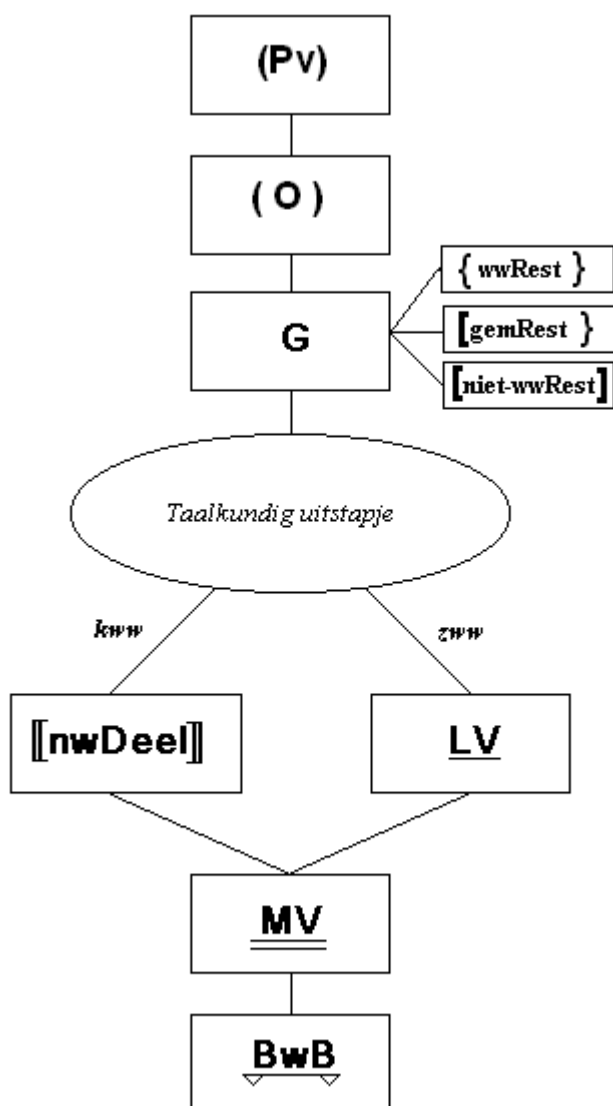 (Pv)
( O )
G
{ wwRest }
[gemRest }
[niet-wwRest]
Taalkundig uitstapje
kww
zww
[[nwDeel]]
LV
MV
BwB